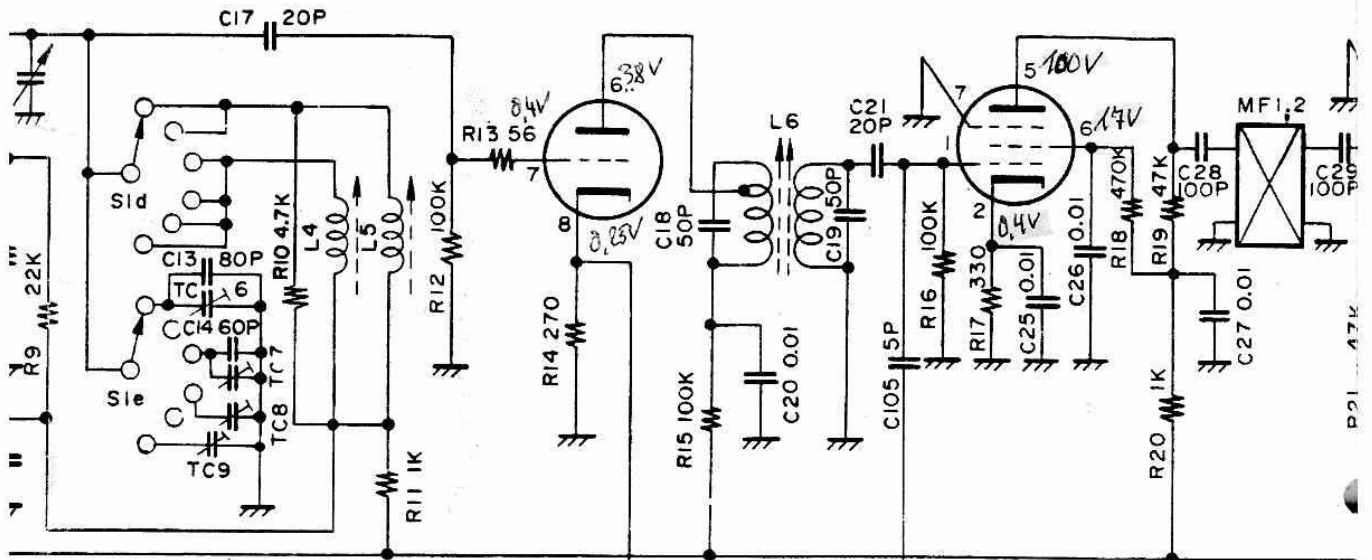 C17 20P
S1d
R10 4.7K
L4
L5
R12 100K
R13 56
0,4V
7
6
38V
8
0,25V
R14 270
C13 80P
TC 6
C14 60P
TC7
S1e
TC8
TC9
R9 22K
R11 1K
L6
C18 50P
C19 50P
R15 100K
C20 0.01
C21 20P
C105 5P
R16 100K
1
7
5
100V
6
17V
2
0,4V
R17 330
C25 0.01
C26 0.01
R18 470K
R19 47K
C28 100P
MF1.2
C29 100P
C27 0.01
R20 1K
R21 47K